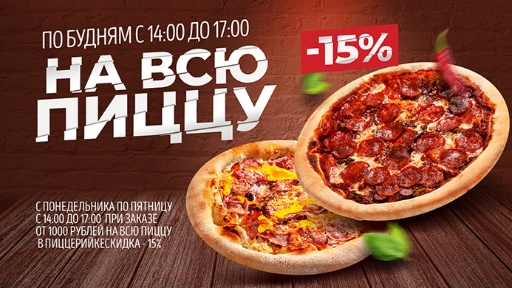 ПО БУДНЯМ С 14:00 ДО 17:00
-15%
НА ВСЮ
ПИЦЦУ
С ПОНЕДЕЛЬНИКА ПО ПЯТНИЦУ
С 14:00 ДО 17:00 ПРИ ЗАКАЗЕ
ОТ 1000 РУБЛЕЙ НА ВСЮ ПИЦЦУ
В ПИЦЦЕРИЙКЕСКИДКА - 15%